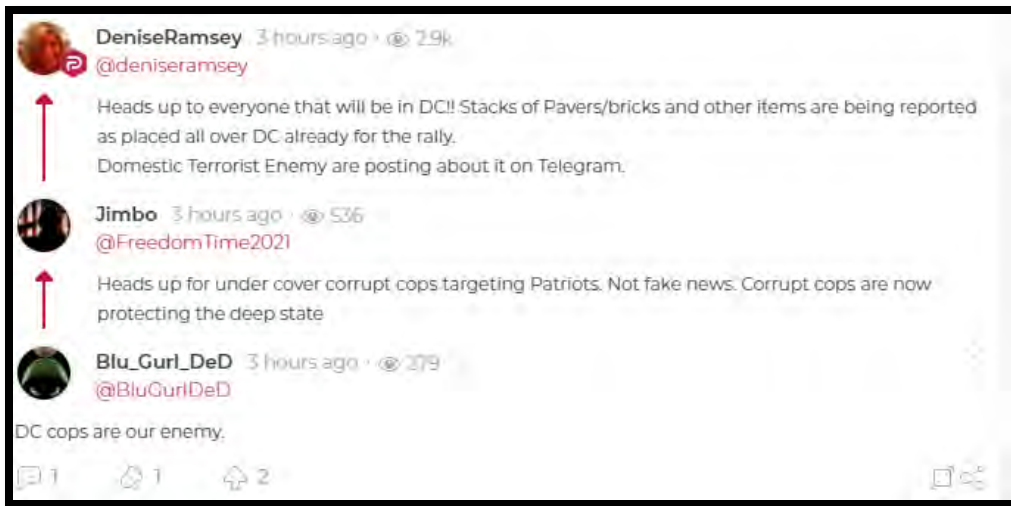 DeniseRamsey 3 hours ago · 2.9k
@deniseramsey
Heads up to everyone that will be in DC!! Stacks of Pavers/bricks and other items are being reported
as placed all over DC already for the rally.
Domestic Terrorist Enemy are posting about it on Telegram.
Jimbo 3 hours ago · 536
@FreedomTime2021
Heads up for under cover corrupt cops targeting Patriots. Not fake news. Corrupt cops are now
protecting the deep state
Blu_Gurl_DeD 3 hours ago · 279
@BluGurlDeD
DC cops are our enemy.
1 1 2